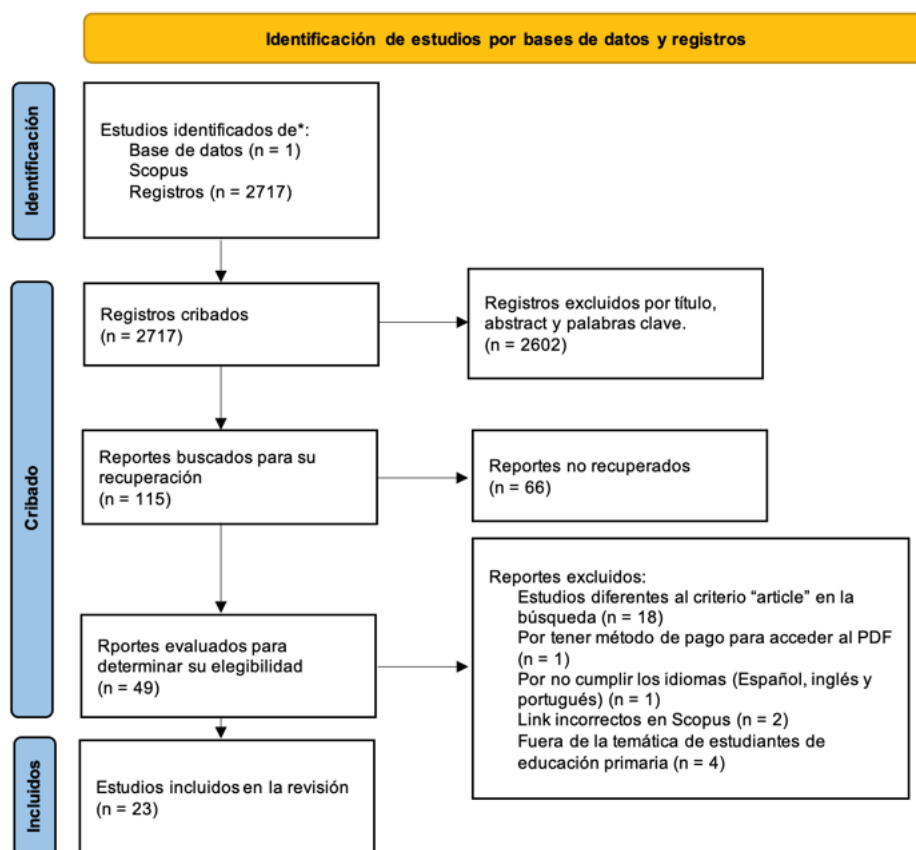 Identificación de estudios por bases de datos y registros
Identificación
Estudios identificados de*:
Base de datos (n = 1)
Scopus
Registros (n = 2717)
Cribado
Registros cribados
(n = 2717)
Registros excluidos por título,
abstract y palabras clave.
(n = 2602)
Reportes buscados para su
recuperación
(n = 115)
Reportes no recuperados
(n = 66)
Rportes evaluados para
determinar su elegibilidad
(n = 49)
Reportes excluidos:
Estudios diferentes al criterio “article” en la
búsqueda (n = 18)
Por tener método de pago para acceder al PDF
(n = 1)
Por no cumplir los idiomas (Español, inglés y
portugués) (n = 1)
Link incorrectos en Scopus (n = 2)
Fuera de la temática de estudiantes de
educación primaria (n = 4)
Incluidos
Estudios incluidos en la revisión
(n = 23)